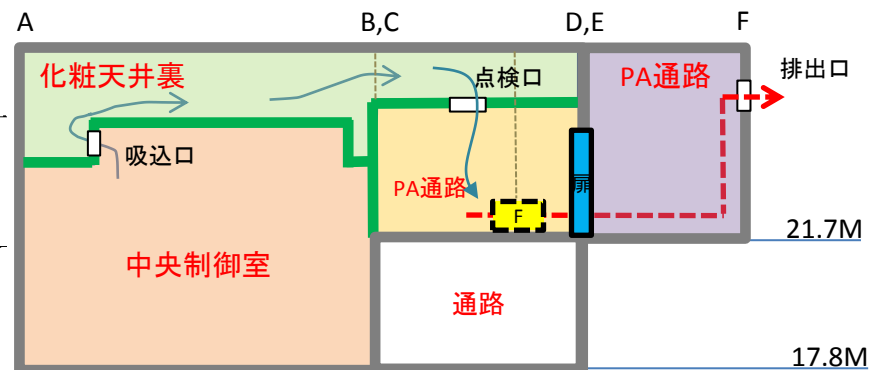 A
B,C
D,E
F
化粧天井裏
点検口
PA通路
排出口
吸込口
PA通路
扉
F
21.7M
中央制御室
通路
17.8M